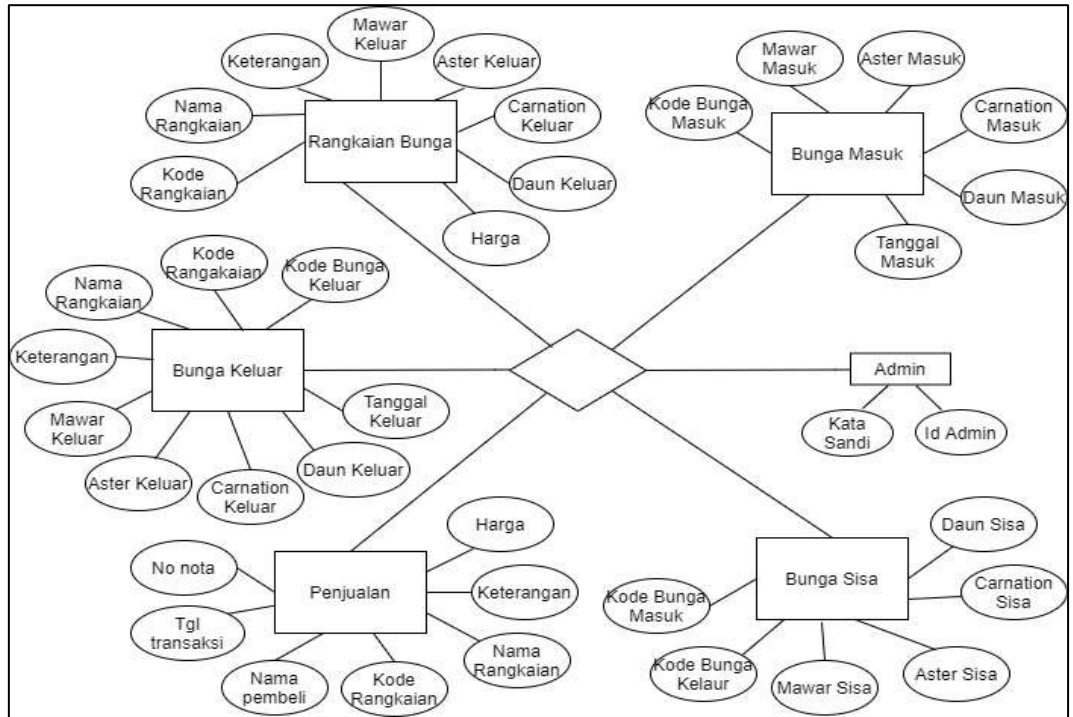 Mawar
Keluar
Keterangan
Aster Keluar
Nama
Rangkaian
Carnation
Keluar
Rangkaian Bunga
Kode
Rangkaian
Daun Keluar
Harga
Mawar
Masuk
Aster Masuk
Kode Bunga
Masuk
Carnation
Masuk
Bunga Masuk
Daun Masuk
Tanggal
Masuk
Kode
Rangakaian
Kode Bunga
Keluar
Nama
Rangkaian
Keterangan
Bunga Keluar
Tanggal
Keluar
Mawar
Keluar
Daun Keluar
Aster Keluar
Carnation
Keluar
Admin
Kata
Sandi
Id Admin
Harga
No nota
Penjualan
Keterangan
Tgl
transaksi
Nama
Rangkaian
Nama
pembeli
Kode
Rangkaian
Daun Sisa
Bunga Sisa
Kode Bunga
Masuk
Carnation
Sisa
Kode Bunga
Kelaur
Mawar Sisa
Aster Sisa